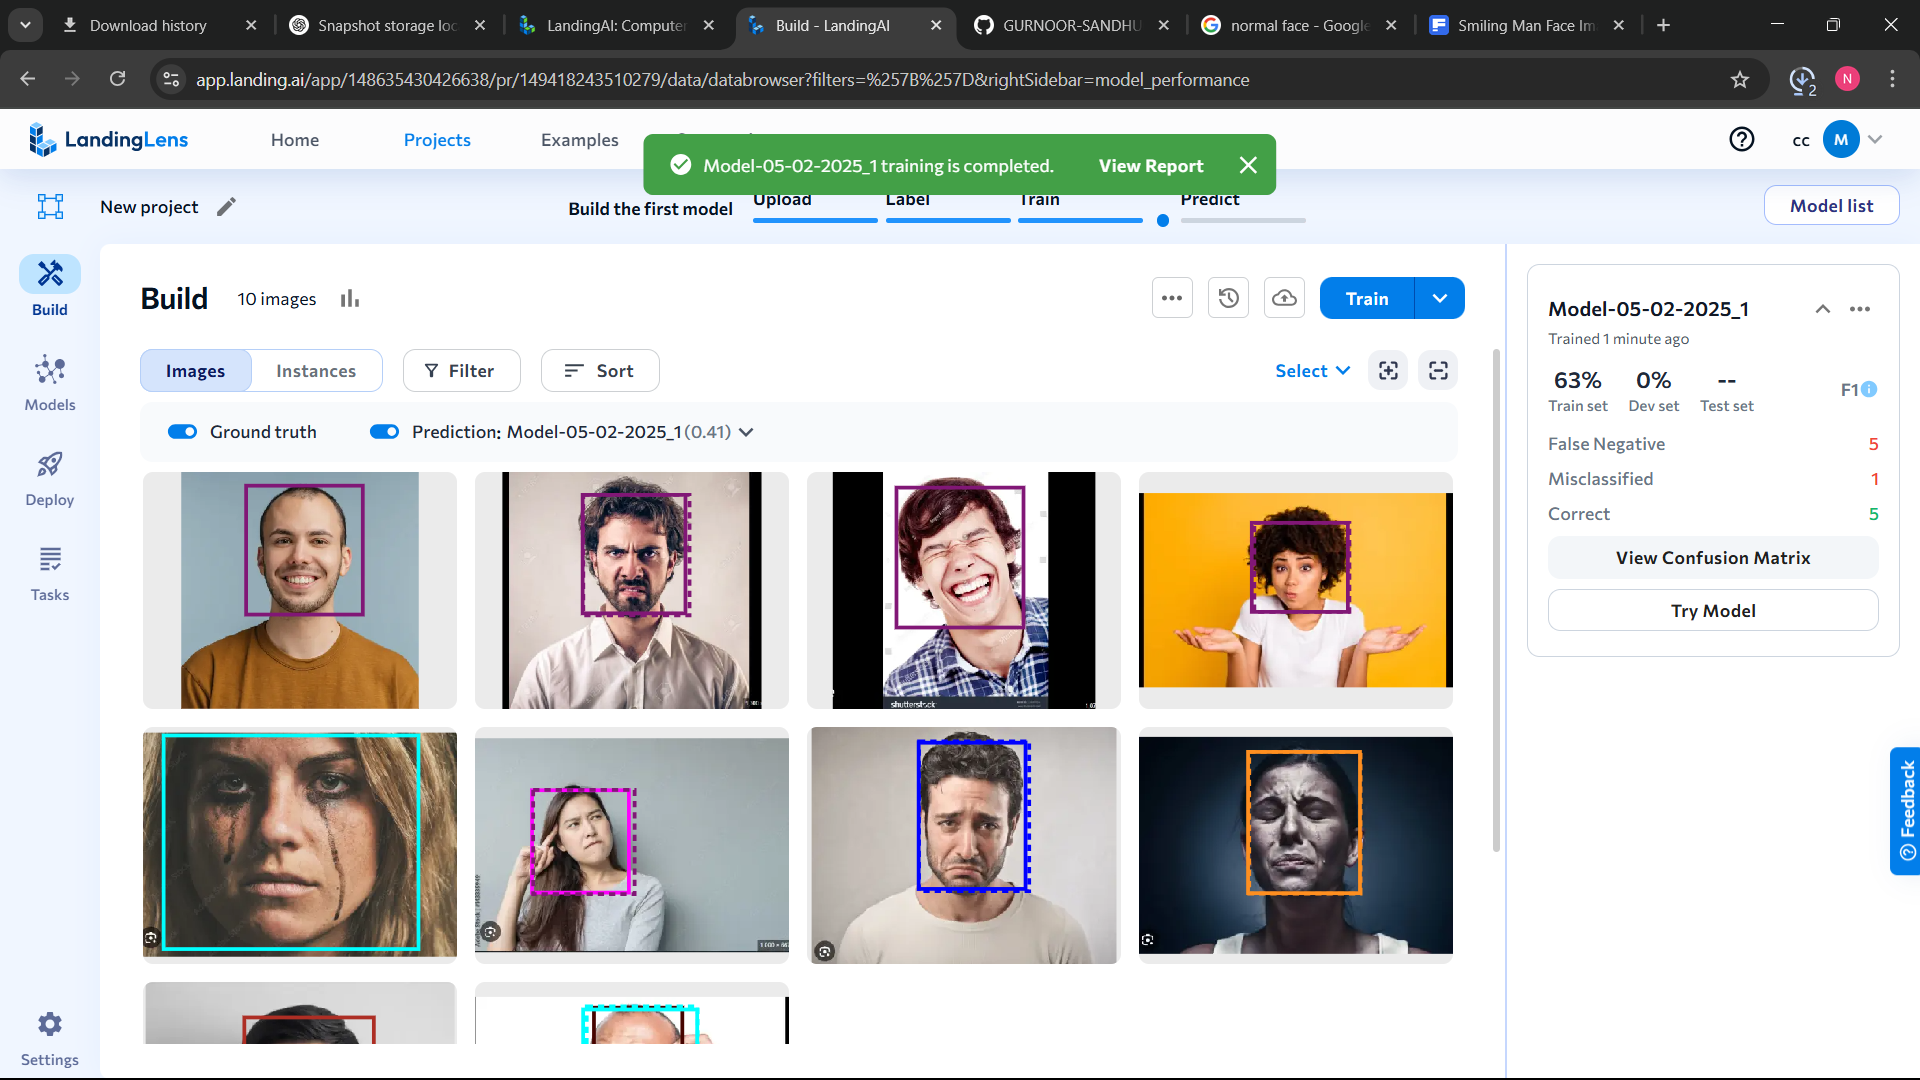 Download history
Snapshot storage loc
LandingAI: Computer
Build - LandingAI
GURNOOR-SANDHU
normal face - Google
Smiling Man Face Im
app.landing.ai/app/148635430426638/pr/149418243510279/data/databrowser?filters=%257B%257D&rightSidebar=model_performance
2
N
LandingLens
Home
Projects
Examples
cc
M
Model-05-02-2025_1 training is completed.
View Report
New project
Build the first model
Upload
Label
Train
Predict
Model list
Build
Models
Deploy
Tasks
Settings
Build
10 images
Train
Images
Instances
Filter
Sort
Select
Ground truth
Prediction: Model-05-02-2025_1 (0.41)
shutterstock
Model-05-02-2025_1
Trained 1 minute ago
63%
0%
--
Train set
Dev set
Test set
F1
False Negative
5
Misclassified
1
Correct
5
View Confusion Matrix
Try Model
Feedback